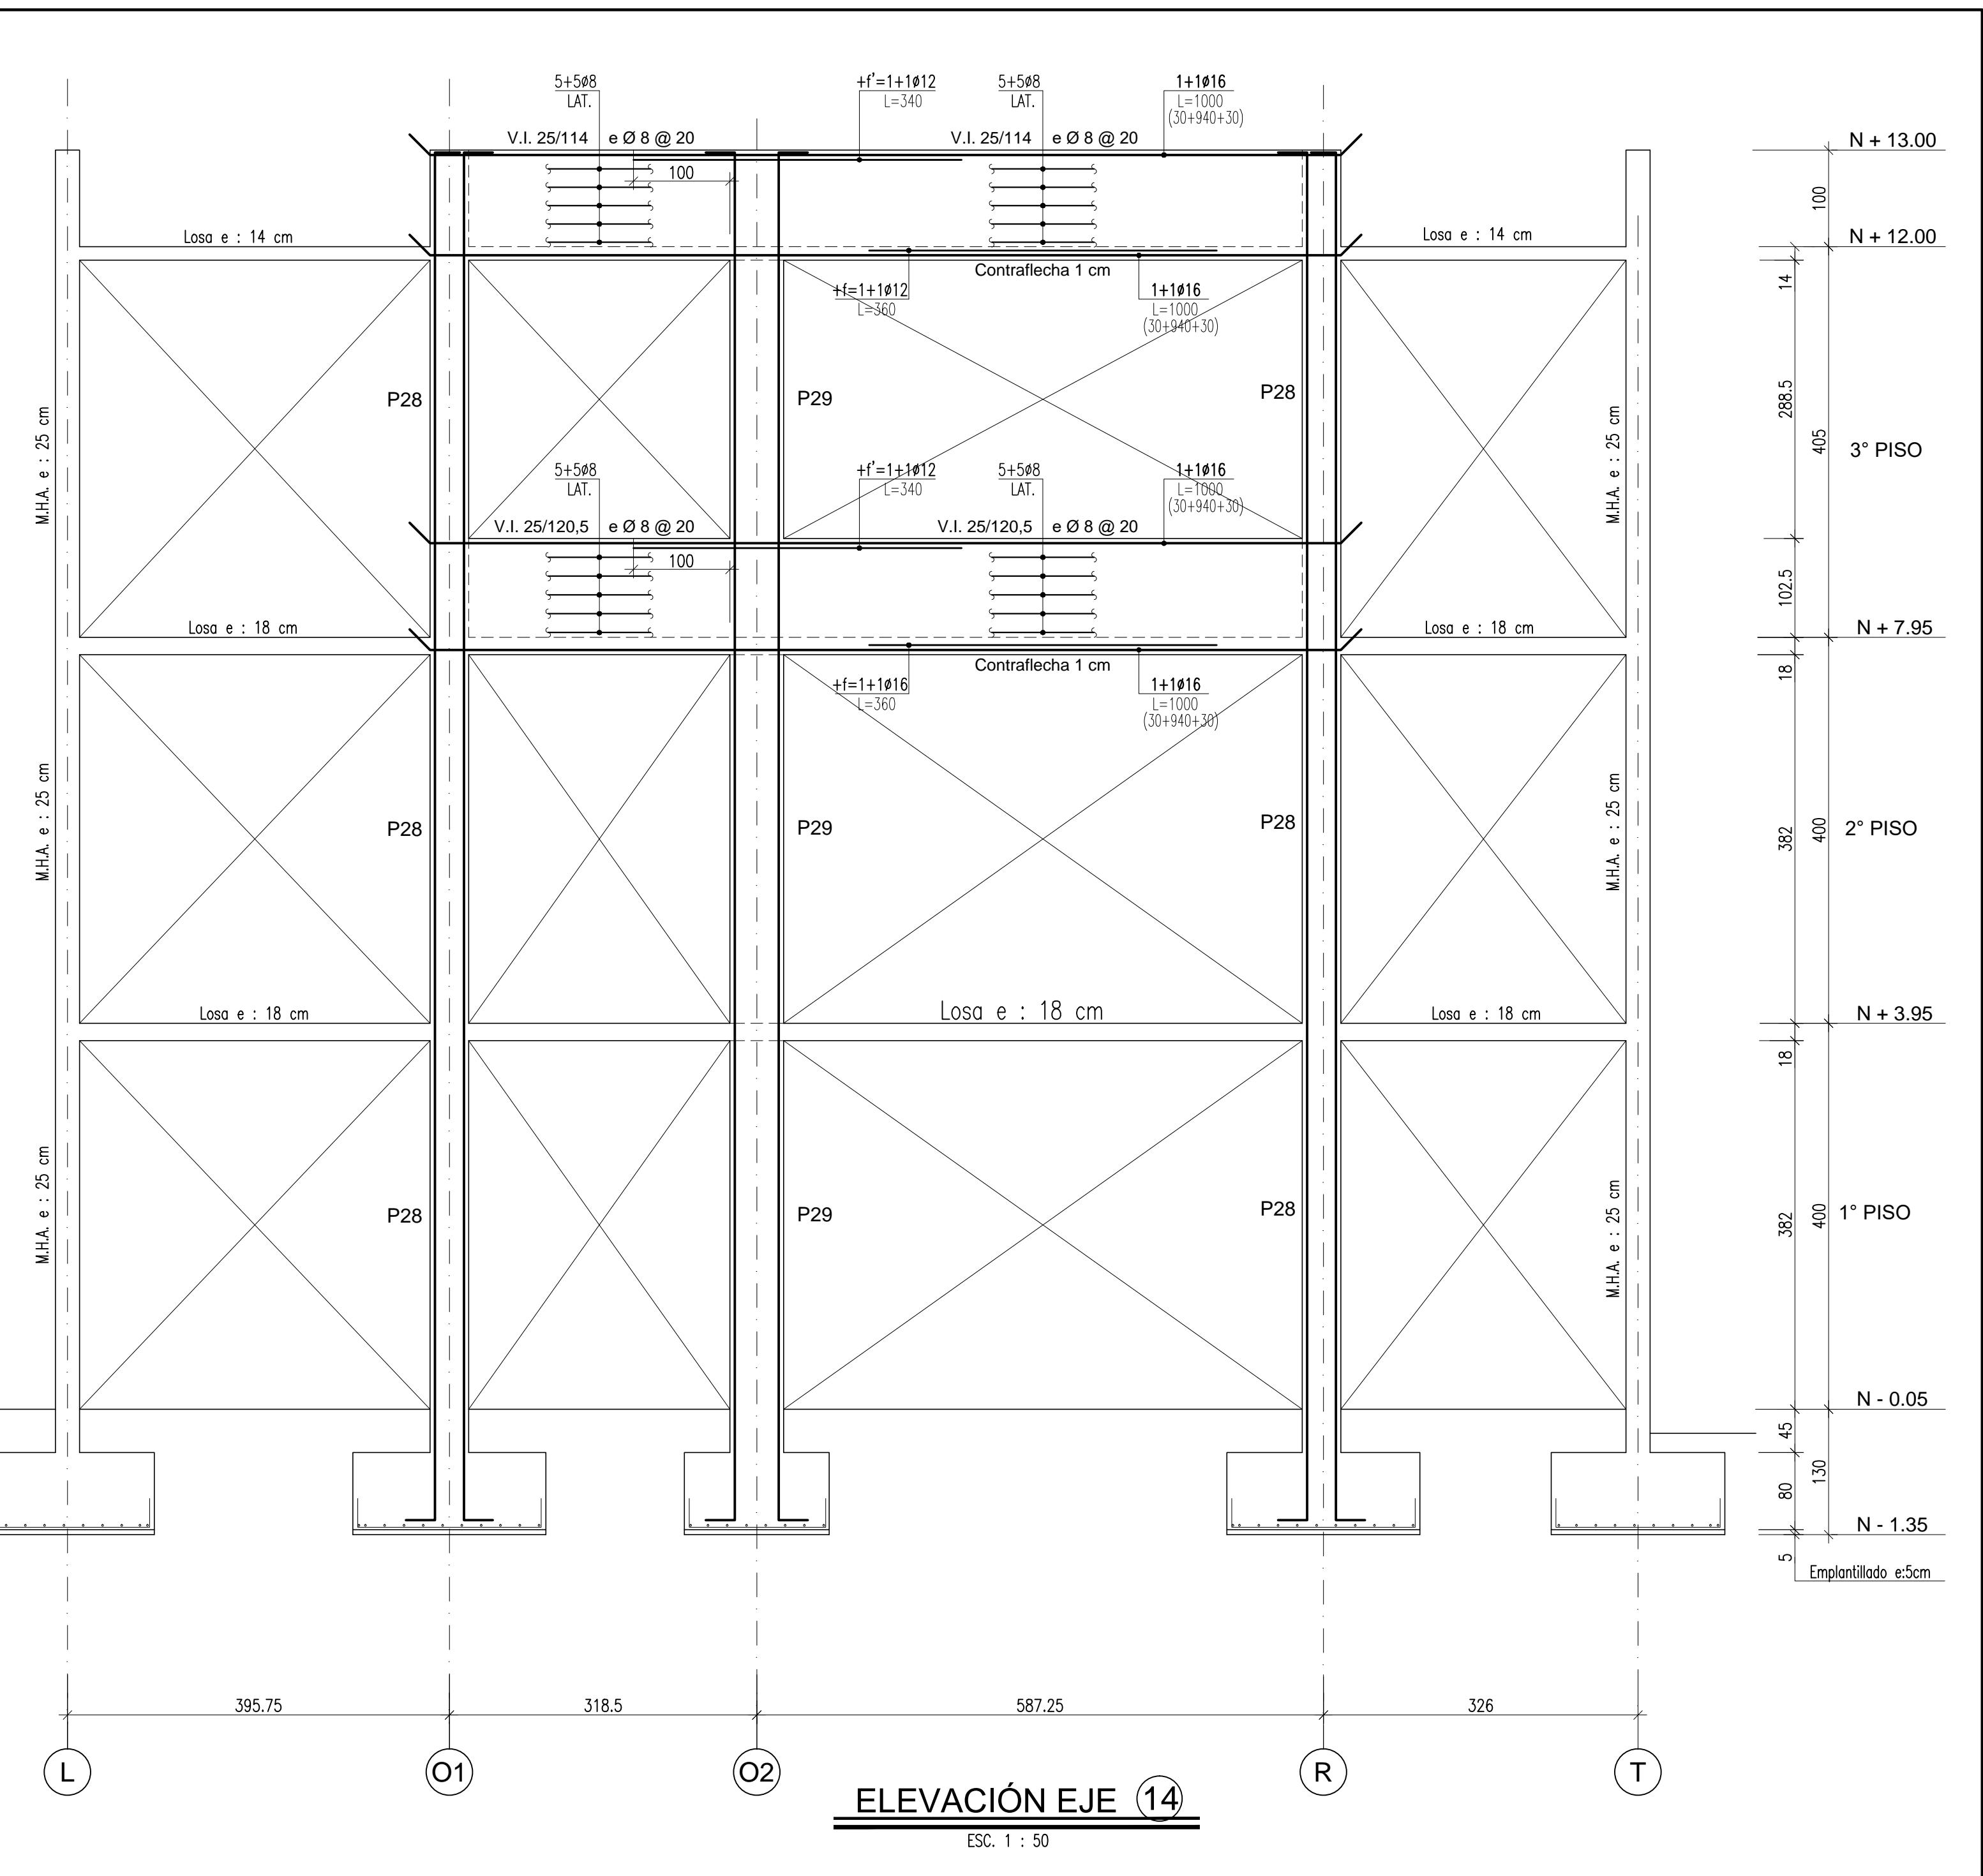 5+5ø8
LAT.
+f'=1+1ø12
L=340
5+5ø8
LAT.
1+1ø16
L=1000
(30+940+30)
V.I. 25/114 e Ø 8 @ 20
V.I. 25/114 e Ø 8 @ 20
N + 13.00
100
100
Losa e : 14 cm
Losa e : 14 cm
N + 12.00
Contraflecha 1 cm
14
+f=1+1ø12
L=360
1+1ø16
L=1000
(30+940+30)
P28
P29
P28
288.5
405
3° PISO
M.H.A. e : 25 cm
M.H.A. e : 25 cm
5+5ø8
LAT.
+f'=1+1ø12
L=340
5+5ø8
LAT.
1+1ø16
L=1000
(30+940+30)
V.I. 25/120,5 e Ø 8 @ 20
V.I. 25/120,5 e Ø 8 @ 20
100
102.5
Losa e : 18 cm
Losa e : 18 cm
N + 7.95
Contraflecha 1 cm
18
+f=1+1ø16
L=360
1+1ø16
L=1000
(30+940+30)
M.H.A. e : 25 cm
P28
P29
P28
M.H.A. e : 25 cm
382
400
2° PISO
Losa e : 18 cm
Losa e : 18 cm
Losa e : 18 cm
N + 3.95
18
M.H.A. e : 25 cm
P28
P29
P28
M.H.A. e : 25 cm
382
400
1° PISO
N - 0.05
45
130
80
N - 1.35
5
Emplantillado e:5cm
395.75
318.5
587.25
326
L
O1
O2
R
T
ELEVACIÓN EJE 14
ESC. 1 : 50